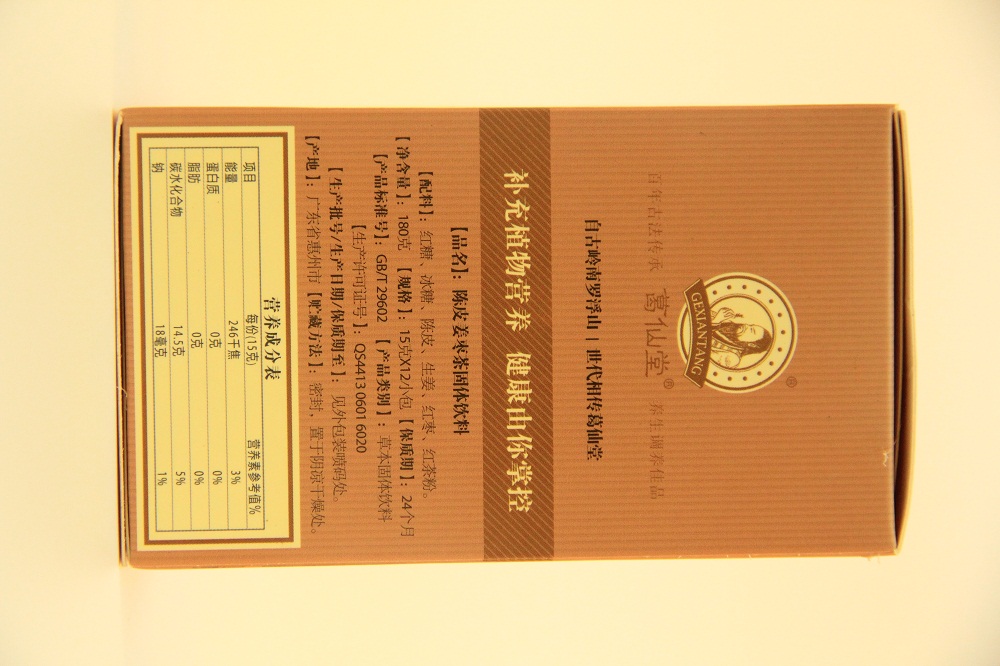 GEXIANTANG
®
百年古法传承 葛仙堂® 养生调养佳品
自古岭南罗浮山 | 世代相传葛仙堂
补充植物营养 健康由你掌控
【品名】：陈皮姜枣茶固体饮料
【配料】：红糖、冰糖、陈皮、生姜、红枣、红茶粉。
【净含量】：180克 【规格】：15克X12小包 【保质期】：24个月
【产品标准号】：GB/T 29602 【产品类别】：草本固体饮料
【生产许可证号】：QS4413 0601 6020
【生产批号/生产日期/保质期至】：见外包装喷码处。
【产地】：广东省惠州市 【贮藏方法】：密封，置于阴凉干燥处。
营养成分表
项目 每份(15克) 营养素参考值%
能量 246千焦 3%
蛋白质 0克 0%
脂肪 0克 0%
碳水化合物 14.5克 5%
钠 18毫克 1%